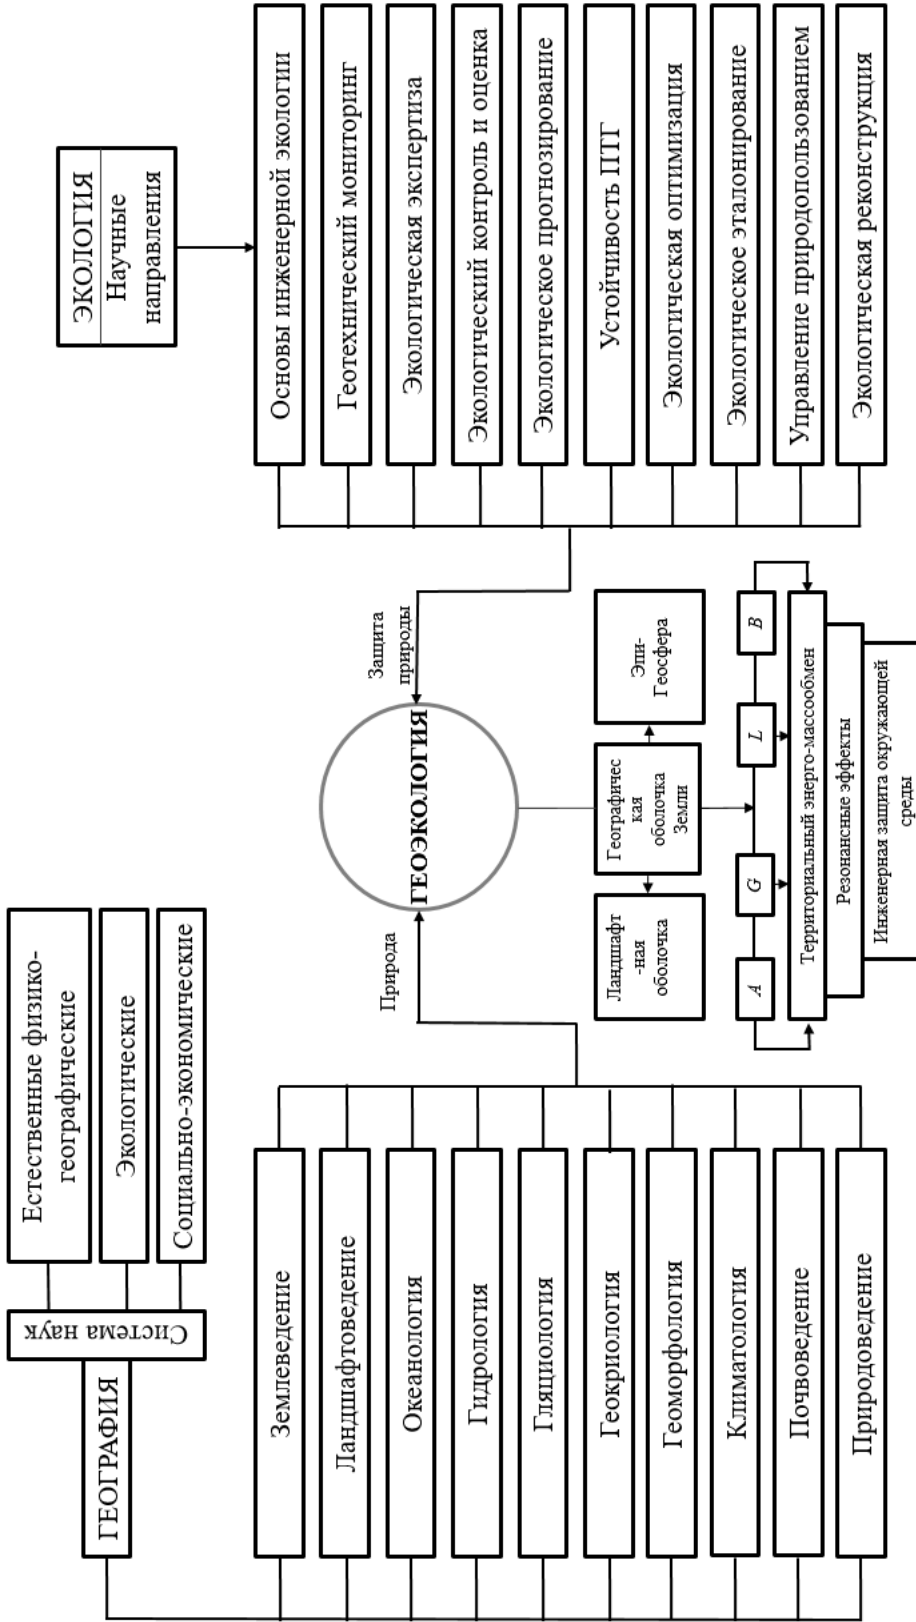 ГЕОГРАФИЯ
Система наук
Естественные физико-
географические
Экологические
Социально-экономические
ЭКОЛОГИЯ
Научные
направления
Землеведение
Ландшафтоведение
Океанология
Гидрология
Гляциология
Геокриология
Геоморфология
Климатология
Почвоведение
Природоведение
Природа
ГЕОЭКОЛОГИЯ
Защита
природы
Ландшафт
-ная
оболочка
Географичес
кая
оболочка
Земли
Эпи-
Геосфера
A
G
L
B
Территориальный энерго-массообмен
Резонансные эффекты
Инженерная защита окружающей
среды
Основы инженерной экологии
Геотехнический мониторинг
Экологическая экспертиза
Экологический контроль и оценка
Экологическое прогнозирование
Устойчивость ПТГ
Экологическая оптимизация
Экологическое эталонирование
Управление природопользованием
Экологическая реконструкция